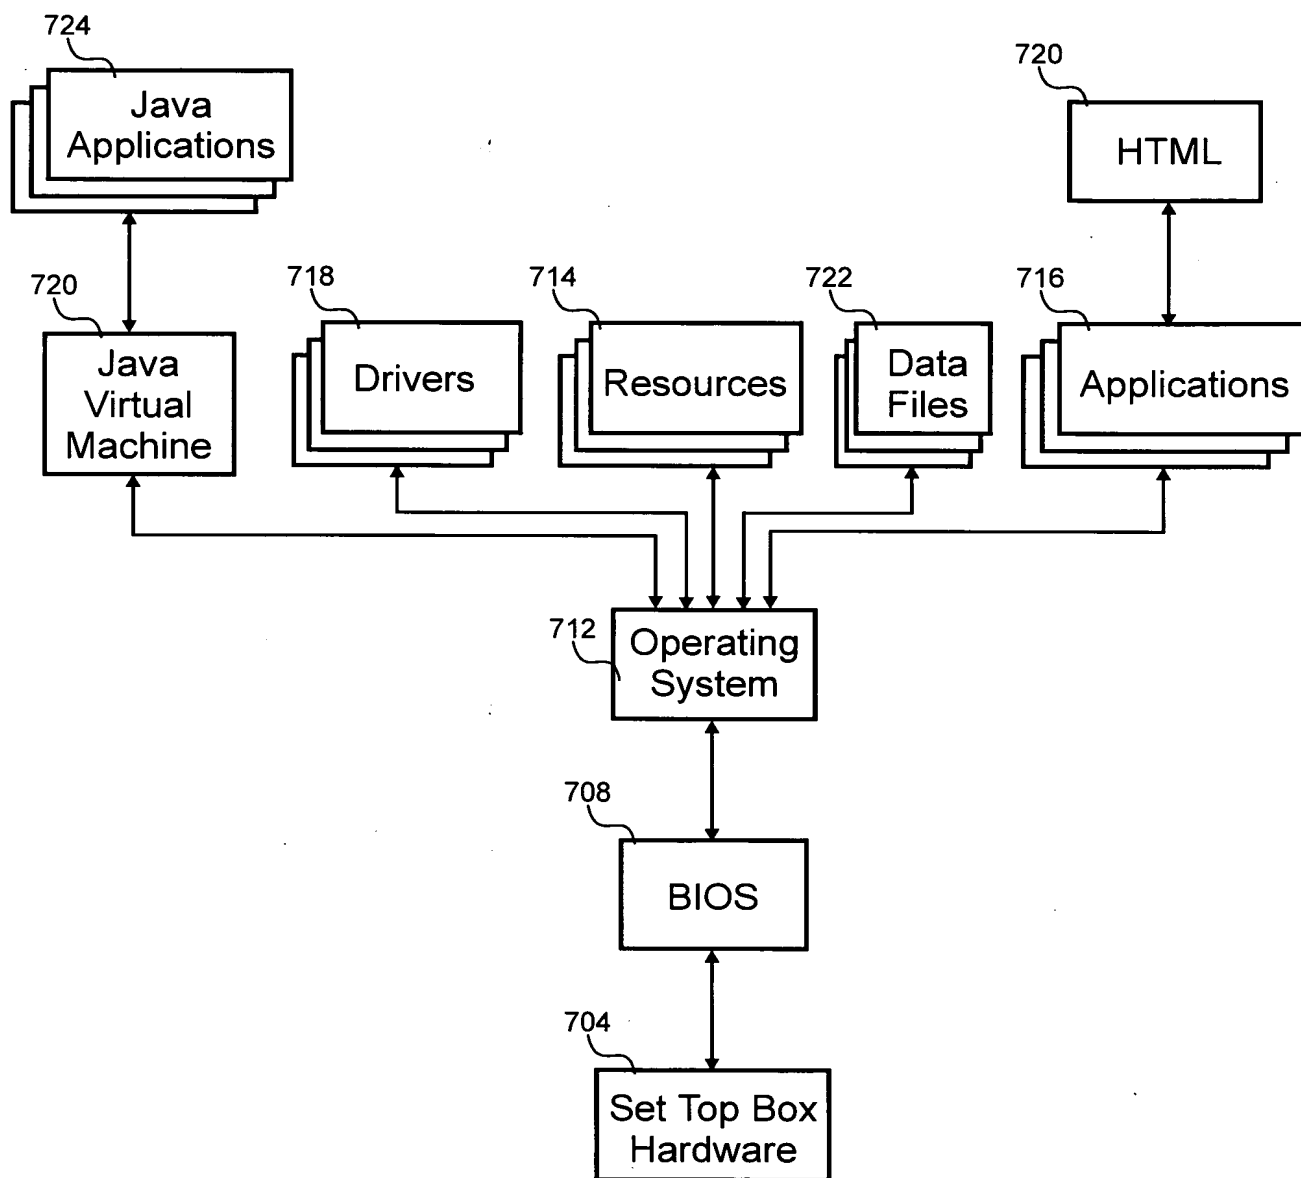 724
Java
Applications
720
HTML
720
Java
Virtual
Machine
718
Drivers
714
Resources
722
Data
Files
716
Applications
712
Operating
System
708
BIOS
704
Set Top Box
Hardware